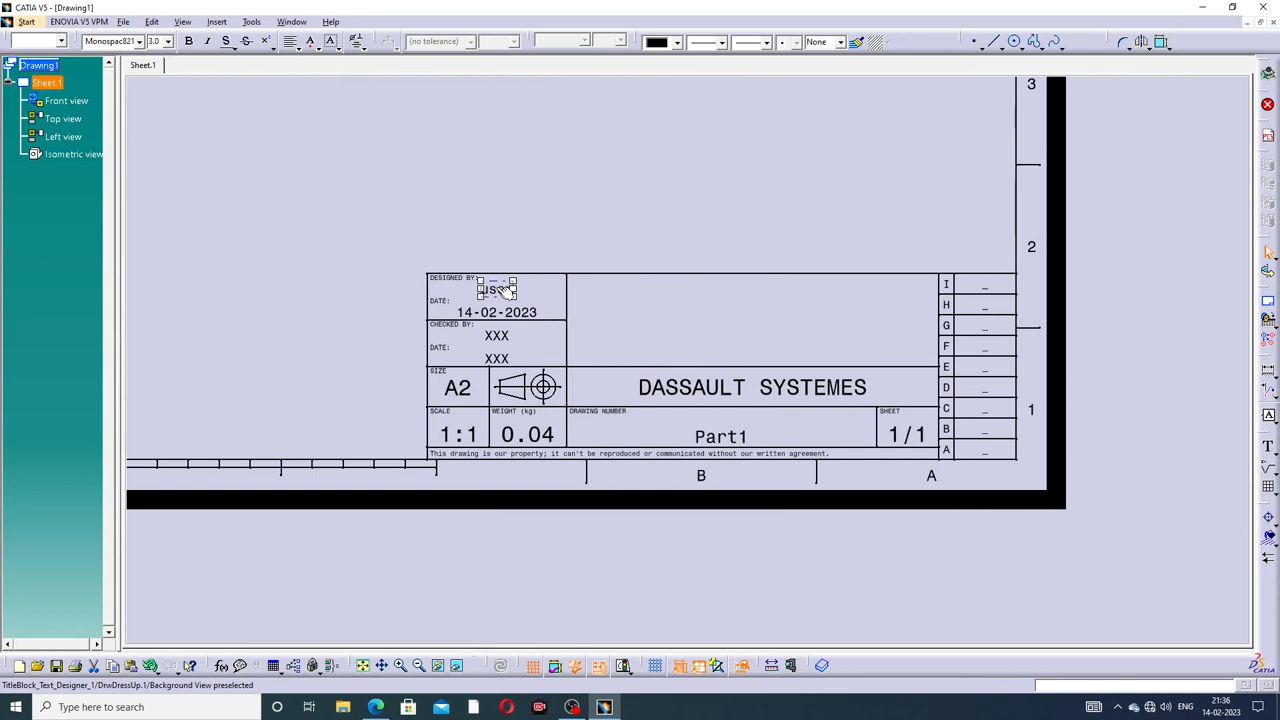 CATIA V5 - [Drawing1]
Start ENOVIA V5 VPM File Edit View Insert Tools Window Help
Monospac821 3.0 B I S S (no tolerance) None
Drawing1
Sheet.1
Front view
Top view
Left view
Isometric view
Sheet.1
3
2
1
DESIGNED BY:
DATE:
14-02-2023
CHECKED BY:
XXX
DATE:
XXX
SIZE
A2
DASSAULT SYSTEMES
SCALE
1:1
WEIGHT (kg)
0.04
DRAWING NUMBER
Part1
SHEET
1/1
This drawing is our property; it can't be reproduced or communicated without our written agreement.
I _
H _
G _
F _
E _
D _
C _
B _
A _
B A
TitleBlock_Text_Designer_1/DrwDressUp.1/Background View preselected
Type here to search
ENG
21:36
14-02-2023